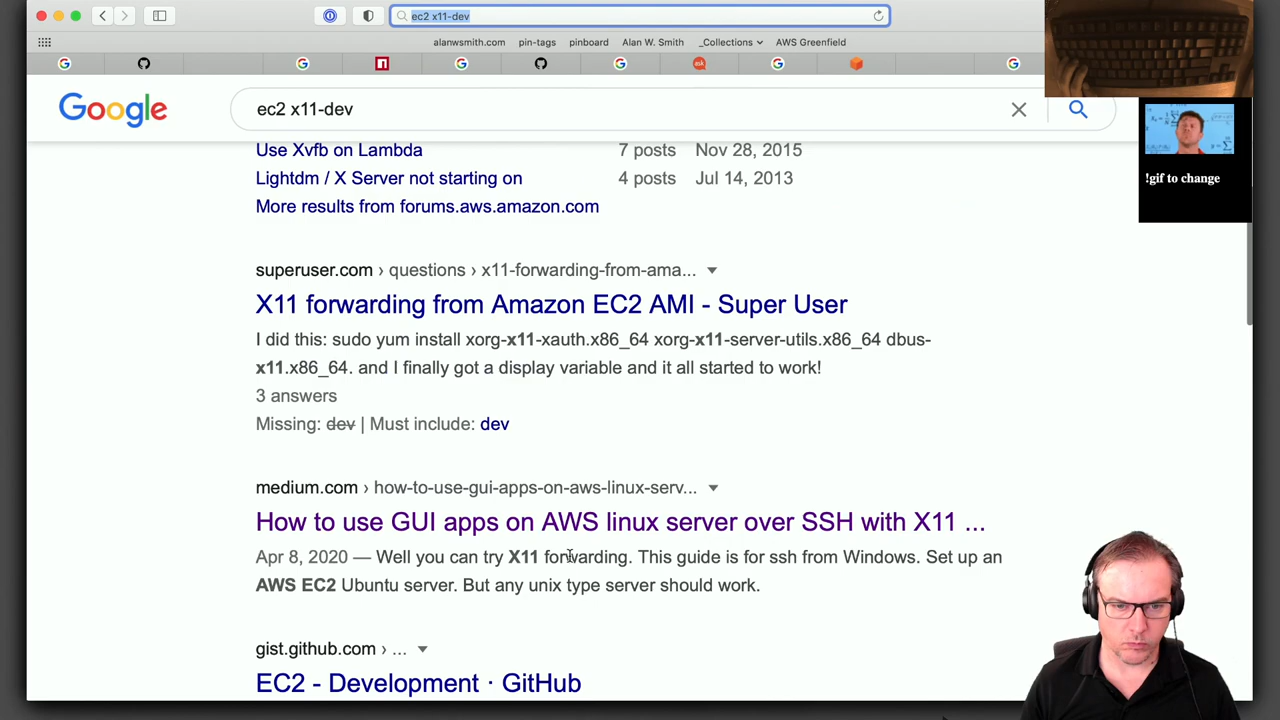 ec2 x11-dev
alanwsmith.com pin-tags pinboard Alan W. Smith _Collections AWS Greenfield
Google
ec2 x11-dev
Use Xvfb on Lambda 7 posts Nov 28, 2015
Lightdm / X Server not starting on 4 posts Jul 14, 2013
More results from forums.aws.amazon.com
superuser.com › questions › x11-forwarding-from-ama...
X11 forwarding from Amazon EC2 AMI - Super User
I did this: sudo yum install xorg-x11-xauth.x86_64 xorg-x11-server-utils.x86_64 dbus-
x11.x86_64. and I finally got a display variable and it all started to work!
3 answers
Missing: dev | Must include: dev
medium.com › how-to-use-gui-apps-on-aws-linux-serv...
How to use GUI apps on AWS linux server over SSH with X11 ...
Apr 8, 2020 — Well you can try X11 forwarding. This guide is for ssh from Windows. Set up an
AWS EC2 Ubuntu server. But any unix type server should work.
gist.github.com › ...
EC2 - Development · GitHub
!gif to change